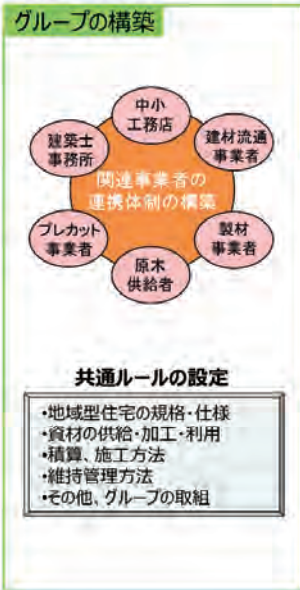 グループの構築
中小
工務店
建築士
事務所
建材流通
事業者
関連事業者の
連携体制の構築
プレカット
事業者
製材
事業者
原木
供給者
共通ルールの設定
・地域型住宅の規格・仕様
・資材の供給・加工・利用
・積算、施工方法
・維持管理方法
・その他、グループの取組